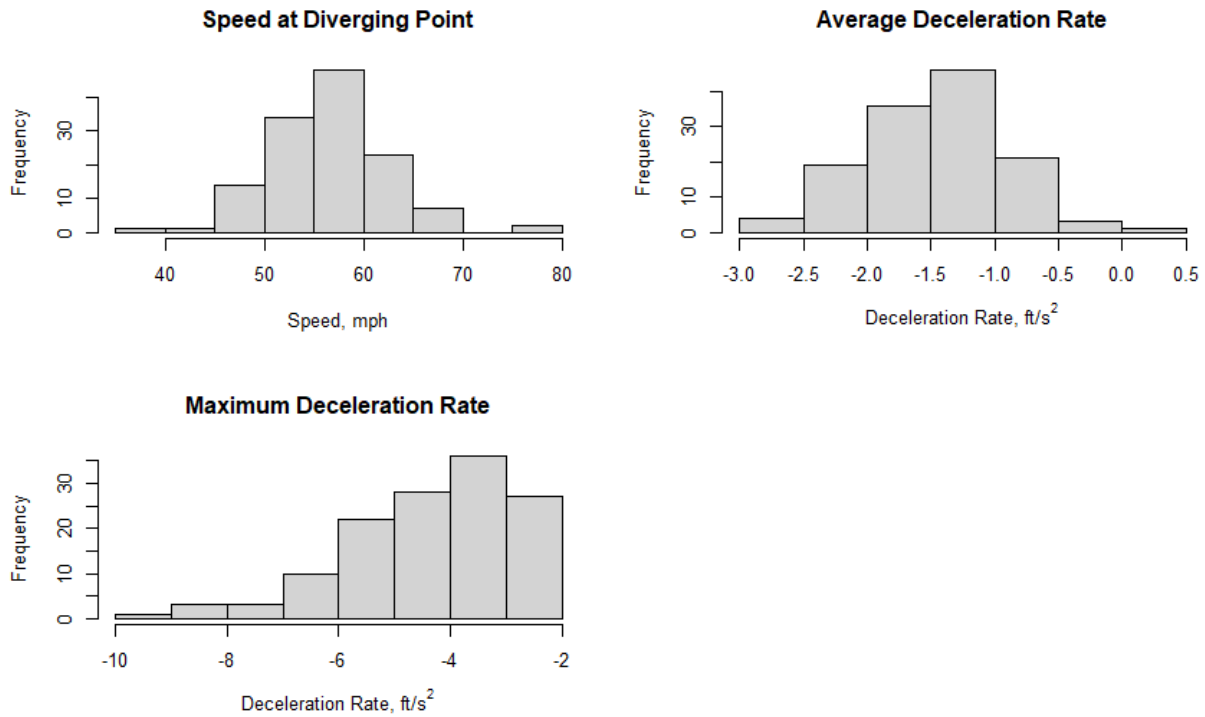 Speed at Diverging Point
Frequency
0 10 30
40 50 60 70 80
Speed, mph
Average Deceleration Rate
Frequency
0 10 30
-3.0 -2.5 -2.0 -1.5 -1.0 -0.5 0.0 0.5
Deceleration Rate, ft/s²
Maximum Deceleration Rate
Frequency
0 10 20 30
-10 -8 -6 -4 -2
Deceleration Rate, ft/s²